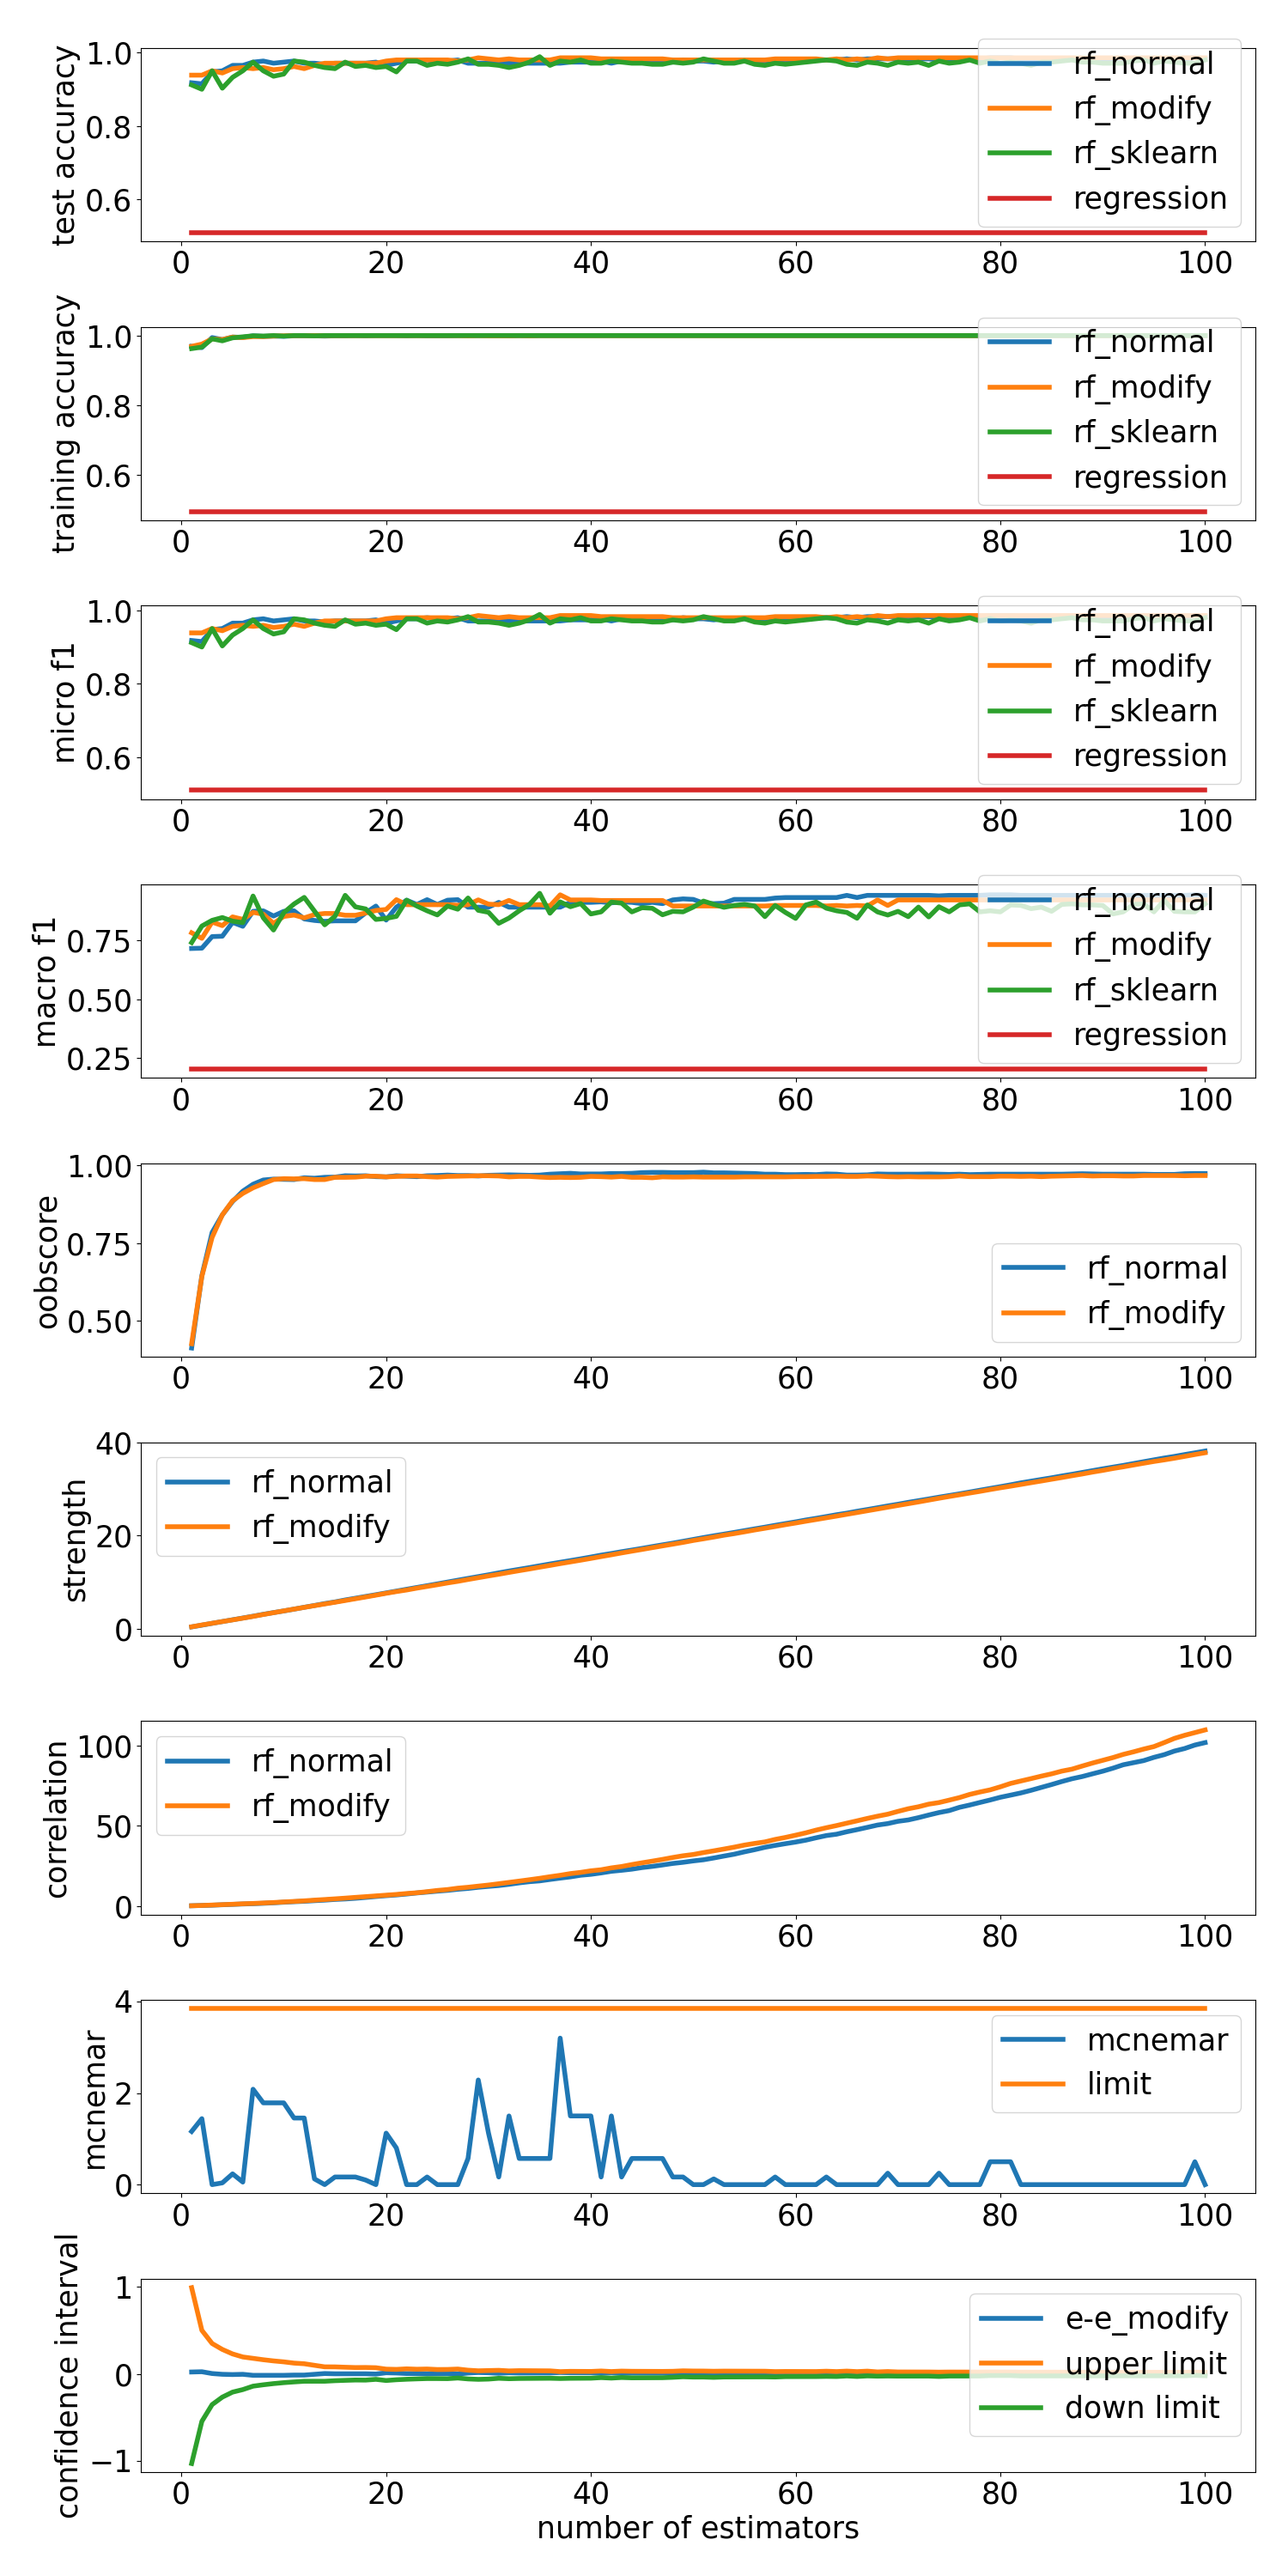 test accuracy
1.0
0.8
0.6
0 20 40 60 80 100
rf_normal
rf_modify
rf_sklearn
regression
training accuracy
1.0
0.8
0.6
0 20 40 60 80 100
rf_normal
rf_modify
rf_sklearn
regression
micro f1
1.0
0.8
0.6
0 20 40 60 80 100
rf_normal
rf_modify
rf_sklearn
regression
macro f1
0.75
0.50
0.25
0 20 40 60 80 100
rf_normal
rf_modify
rf_sklearn
regression
oobscore
1.00
0.75
0.50
0 20 40 60 80 100
rf_normal
rf_modify
strength
40
20
0
0 20 40 60 80 100
rf_normal
rf_modify
correlation
100
50
0
0 20 40 60 80 100
rf_normal
rf_modify
mcnemar
4
2
0
0 20 40 60 80 100
mcnemar
limit
confidence interval
1
0
−1
0 20 40 60 80 100
e-e_modify
upper limit
down limit
number of estimators